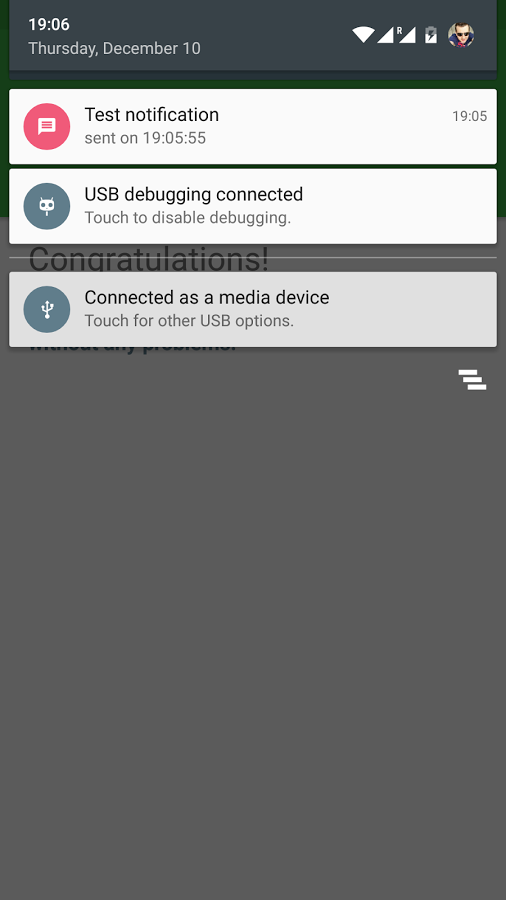 19:06
Thursday, December 10
R
Test notification
19:05
sent on 19:05:55
USB debugging connected
Touch to disable debugging.
Congratulations!
Connected as a media device
Touch for other USB options.
without any problems.